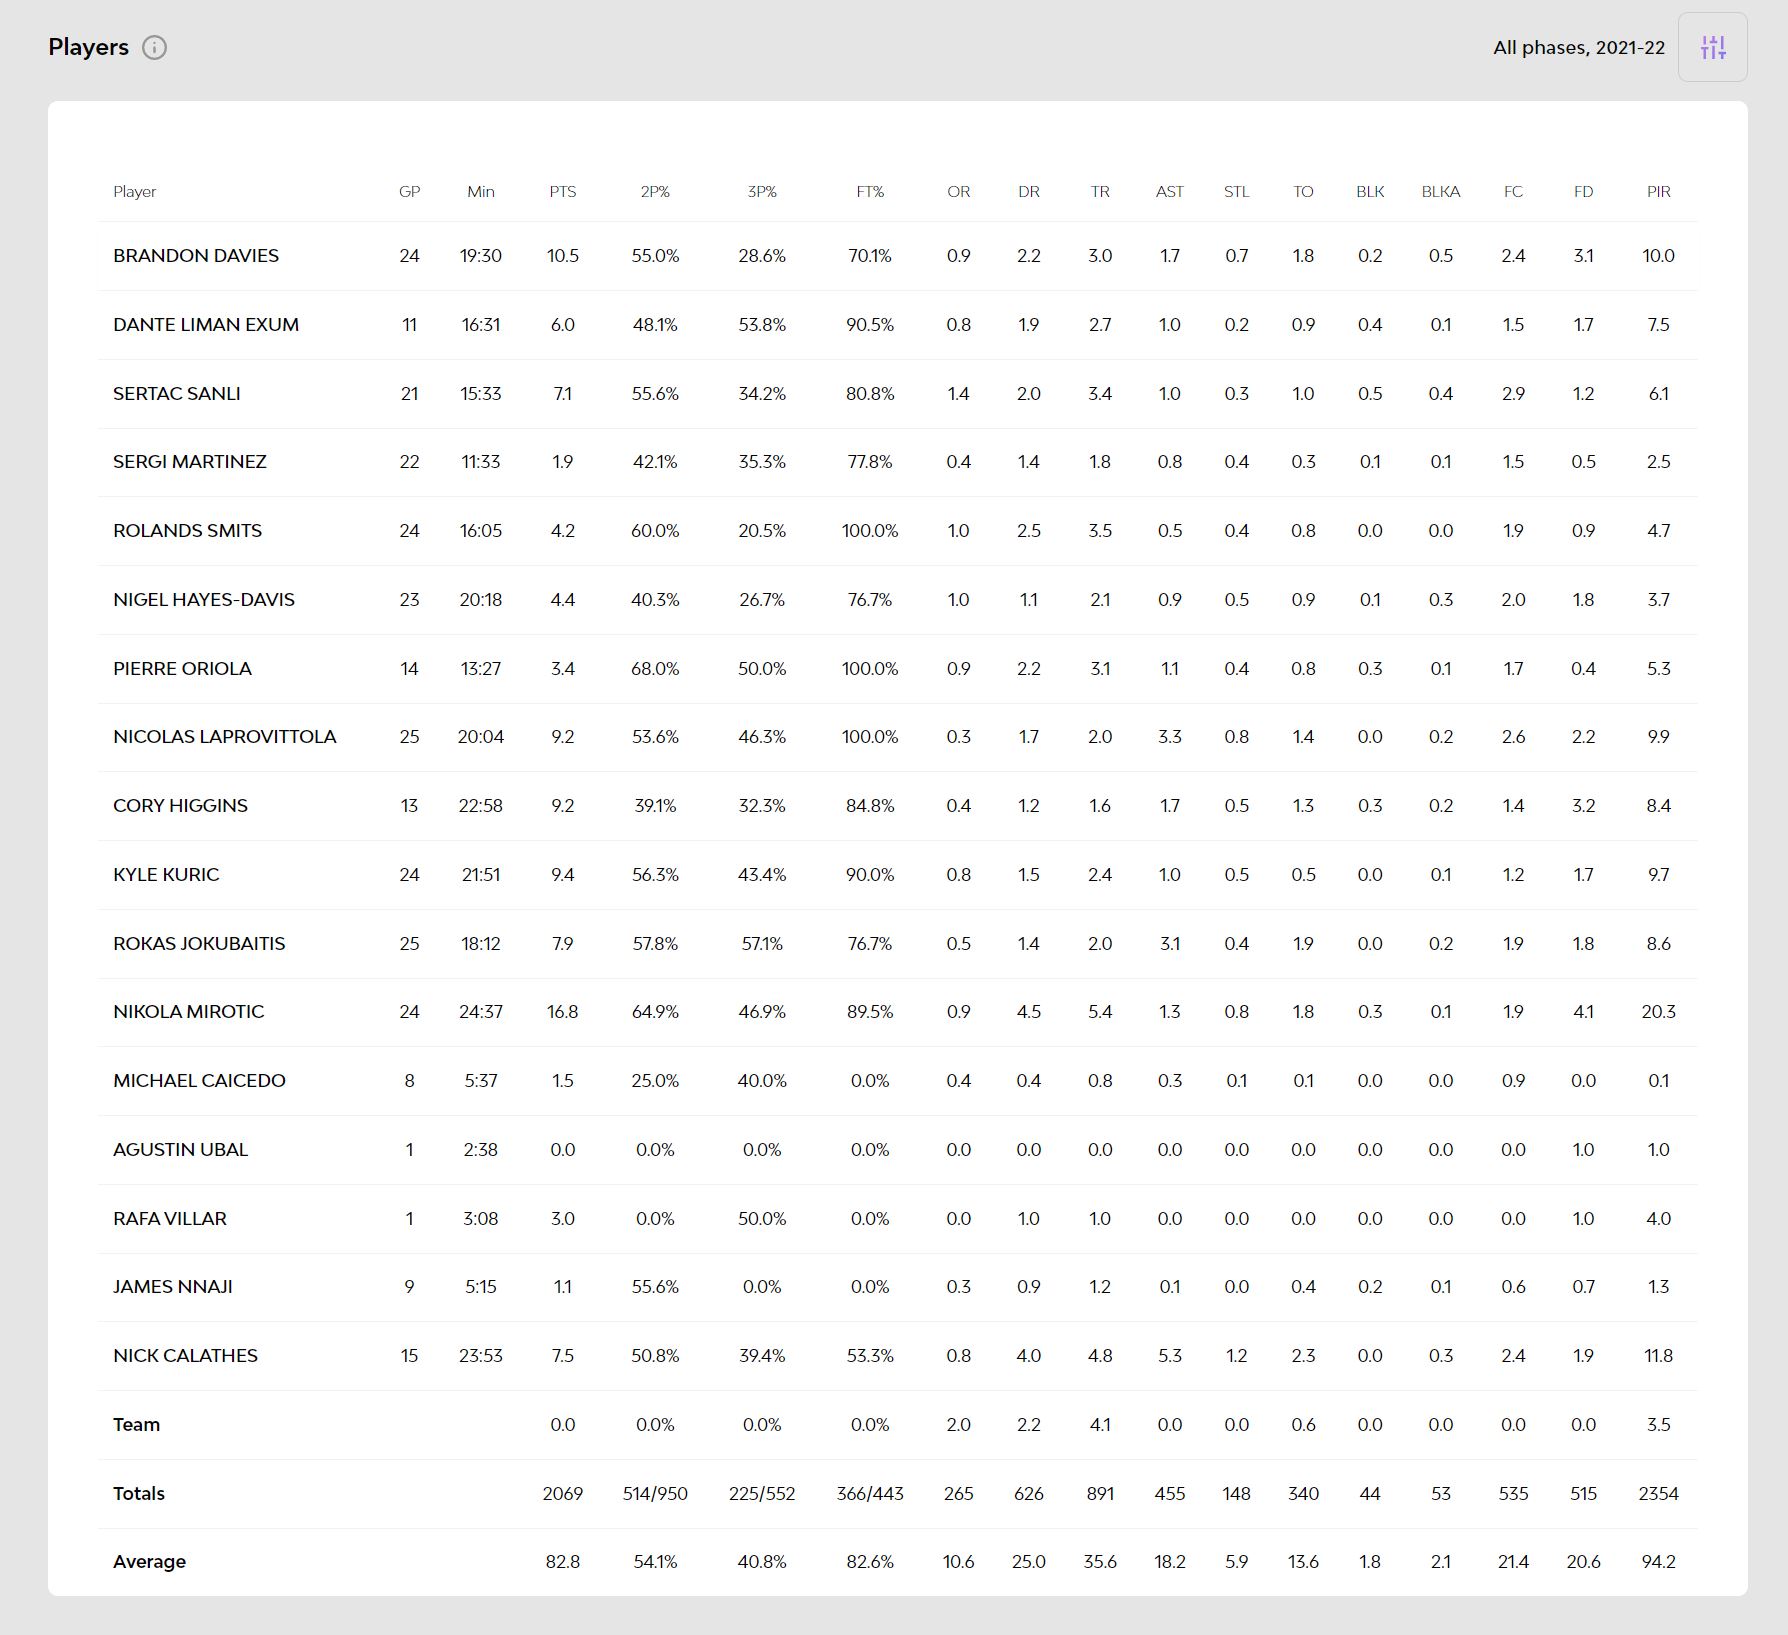 Players
All phases, 2021-22
Player GP Min PTS 2P% 3P% FT% OR DR TR AST STL TO BLK BLKA FC FD PIR
BRANDON DAVIES 24 19:30 10.5 55.0% 28.6% 70.1% 0.9 2.2 3.0 1.7 0.7 1.8 0.2 0.5 2.4 3.1 10.0
DANTE LIMAN EXUM 11 16:31 6.0 48.1% 53.8% 90.5% 0.8 1.9 2.7 1.0 0.2 0.9 0.4 0.1 1.5 1.7 7.5
SERTAC SANLI 21 15:33 7.1 55.6% 34.2% 80.8% 1.4 2.0 3.4 1.0 0.3 1.0 0.5 0.4 2.9 1.2 6.1
SERGI MARTINEZ 22 11:33 1.9 42.1% 35.3% 77.8% 0.4 1.4 1.8 0.8 0.4 0.3 0.1 0.1 1.5 0.5 2.5
ROLANDS SMITS 24 16:05 4.2 60.0% 20.5% 100.0% 1.0 2.5 3.5 0.5 0.4 0.8 0.0 0.0 1.9 0.9 4.7
NIGEL HAYES-DAVIS 23 20:18 4.4 40.3% 26.7% 76.7% 1.0 1.1 2.1 0.9 0.5 0.9 0.1 0.3 2.0 1.8 3.7
PIERRE ORIOLA 14 13:27 3.4 68.0% 50.0% 100.0% 0.9 2.2 3.1 1.1 0.4 0.8 0.3 0.1 1.7 0.4 5.3
NICOLAS LAPROVITTOLA 25 20:04 9.2 53.6% 46.3% 100.0% 0.3 1.7 2.0 3.3 0.8 1.4 0.0 0.2 2.6 2.2 9.9
CORY HIGGINS 13 22:58 9.2 39.1% 32.3% 84.8% 0.4 1.2 1.6 1.7 0.5 1.3 0.3 0.2 1.4 3.2 8.4
KYLE KURIC 24 21:51 9.4 56.3% 43.4% 90.0% 0.8 1.5 2.4 1.0 0.5 0.5 0.0 0.1 1.2 1.7 9.7
ROKAS JOKUBAITIS 25 18:12 7.9 57.8% 57.1% 76.7% 0.5 1.4 2.0 3.1 0.4 1.9 0.0 0.2 1.9 1.8 8.6
NIKOLA MIROTIC 24 24:37 16.8 64.9% 46.9% 89.5% 0.9 4.5 5.4 1.3 0.8 1.8 0.3 0.1 1.9 4.1 20.3
MICHAEL CAICEDO 8 5:37 1.5 25.0% 40.0% 0.0% 0.4 0.4 0.8 0.3 0.1 0.1 0.0 0.0 0.9 0.0 0.1
AGUSTIN UBAL 1 2:38 0.0 0.0% 0.0% 0.0% 0.0 0.0 0.0 0.0 0.0 0.0 0.0 0.0 0.0 1.0 1.0
RAFA VILLAR 1 3:08 3.0 0.0% 50.0% 0.0% 0.0 1.0 1.0 0.0 0.0 0.0 0.0 0.0 0.0 1.0 4.0
JAMES NNAJI 9 5:15 1.1 55.6% 0.0% 0.0% 0.3 0.9 1.2 0.1 0.0 0.4 0.2 0.1 0.6 0.7 1.3
NICK CALATHES 15 23:53 7.5 50.8% 39.4% 53.3% 0.8 4.0 4.8 5.3 1.2 2.3 0.0 0.3 2.4 1.9 11.8
Team 0.0 0.0% 0.0% 0.0% 2.0 2.2 4.1 0.0 0.0 0.6 0.0 0.0 0.0 0.0 3.5
Totals 2069 514/950 225/552 366/443 265 626 891 455 148 340 44 53 535 515 2354
Average 82.8 54.1% 40.8% 82.6% 10.6 25.0 35.6 18.2 5.9 13.6 1.8 2.1 21.4 20.6 94.2